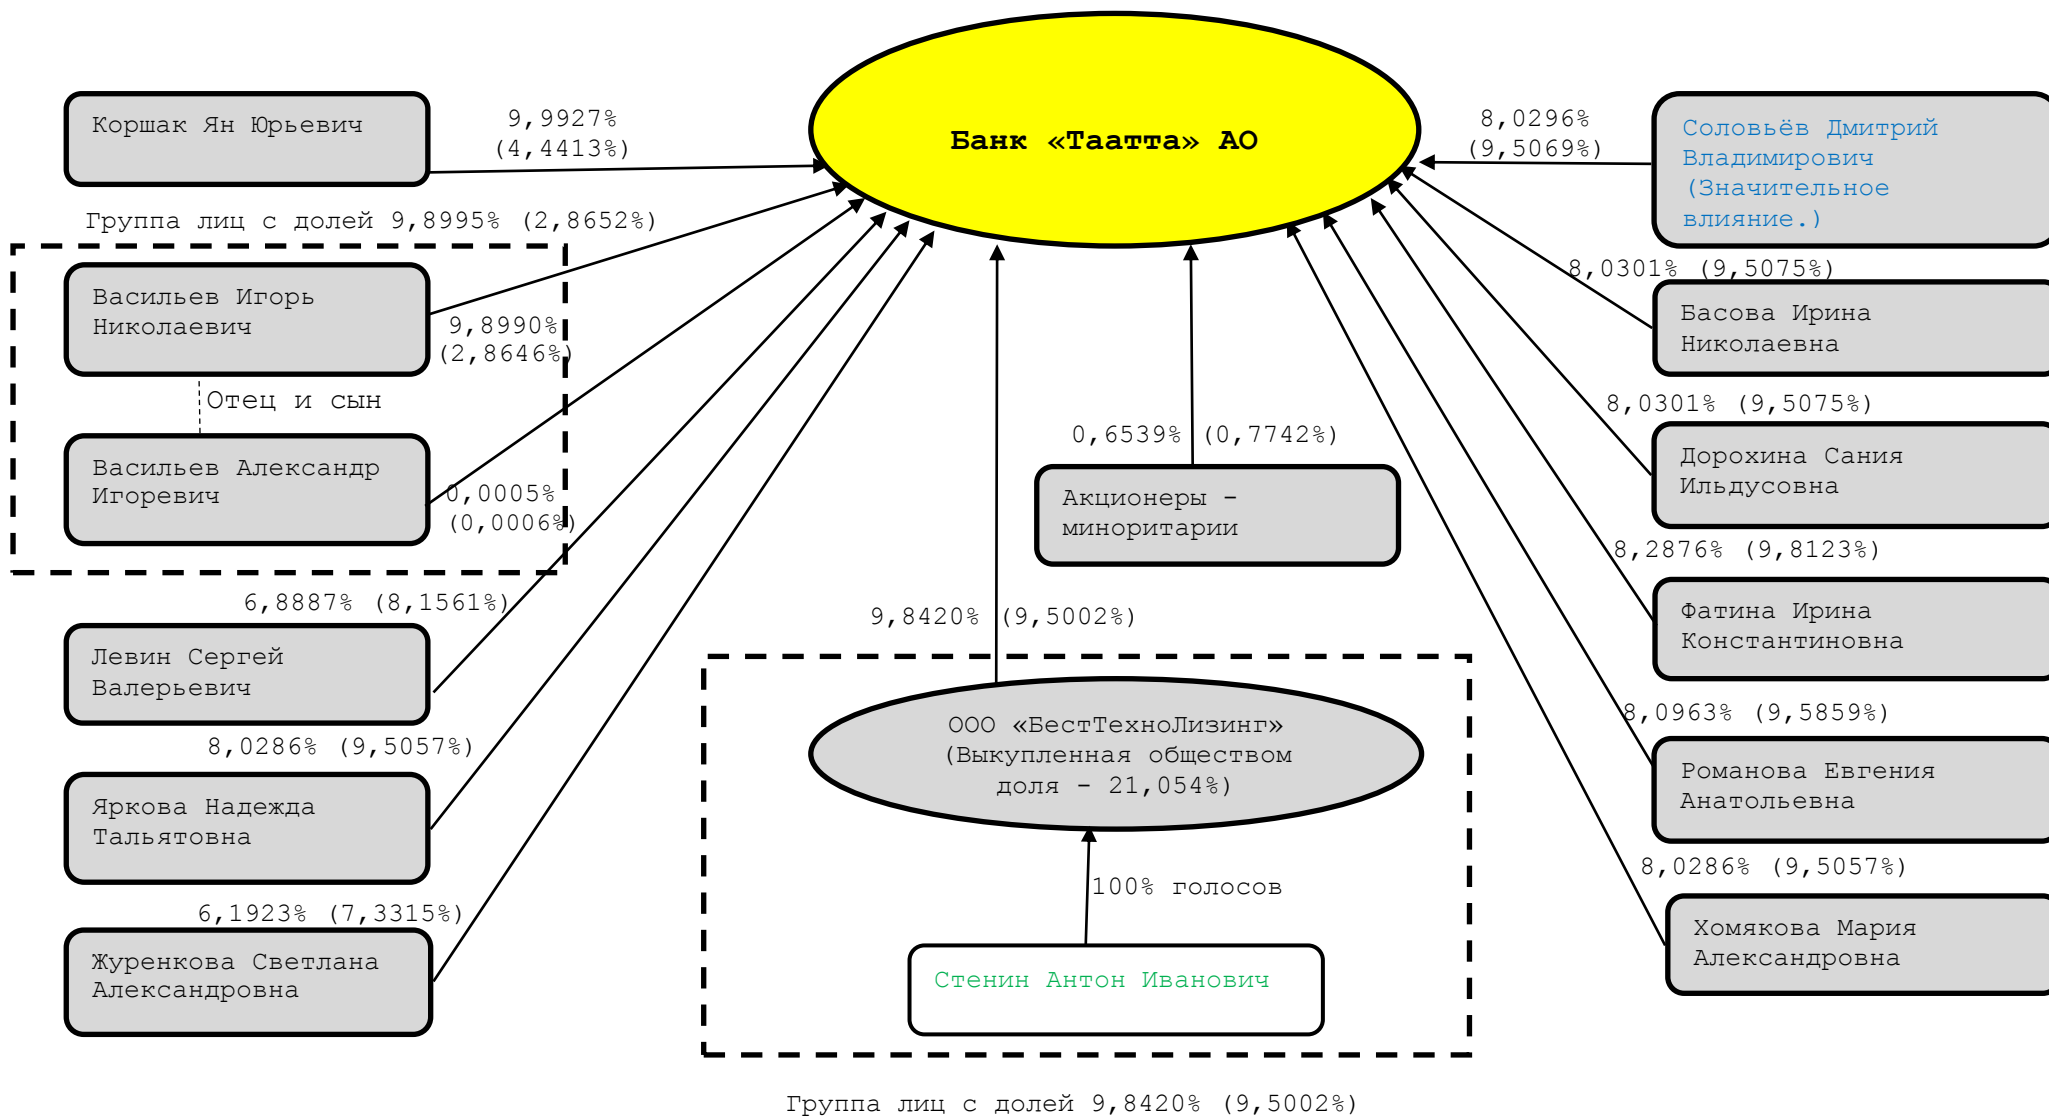 Банк «Таатта» АО
Коршак Ян Юрьевич
9,9927%
(4,4413%)
Группа лиц с долей 9,8995% (2,8652%)
Васильев Игорь
Николаевич
9,8990%
(2,8646%)
Отец и сын
Васильев Александр
Игоревич
0,0005%
(0,0006%)
6,8887% (8,1561%)
Левин Сергей
Валерьевич
8,0286% (9,5057%)
Яркова Надежда
Тальятовна
6,1923% (7,3315%)
Журенкова Светлана
Александровна
0,6539% (0,7742%)
Акционеры –
миноритарии
9,8420% (9,5002%)
ООО «БестТехноЛизинг»
(Выкупленная обществом
доля - 21,054%)
100% голосов
Стенин Антон Иванович
Группа лиц с долей 9,8420% (9,5002%)
8,0296%
(9,5069%)
Соловьёв Дмитрий
Владимирович
(Значительное
влияние.)
8,0301% (9,5075%)
Басова Ирина
Николаевна
8,0301% (9,5075%)
Дорохина Сания
Ильдусовна
8,2876% (9,8123%)
Фатина Ирина
Константиновна
8,0963% (9,5859%)
Романова Евгения
Анатольевна
8,0286% (9,5057%)
Хомякова Мария
Александровна